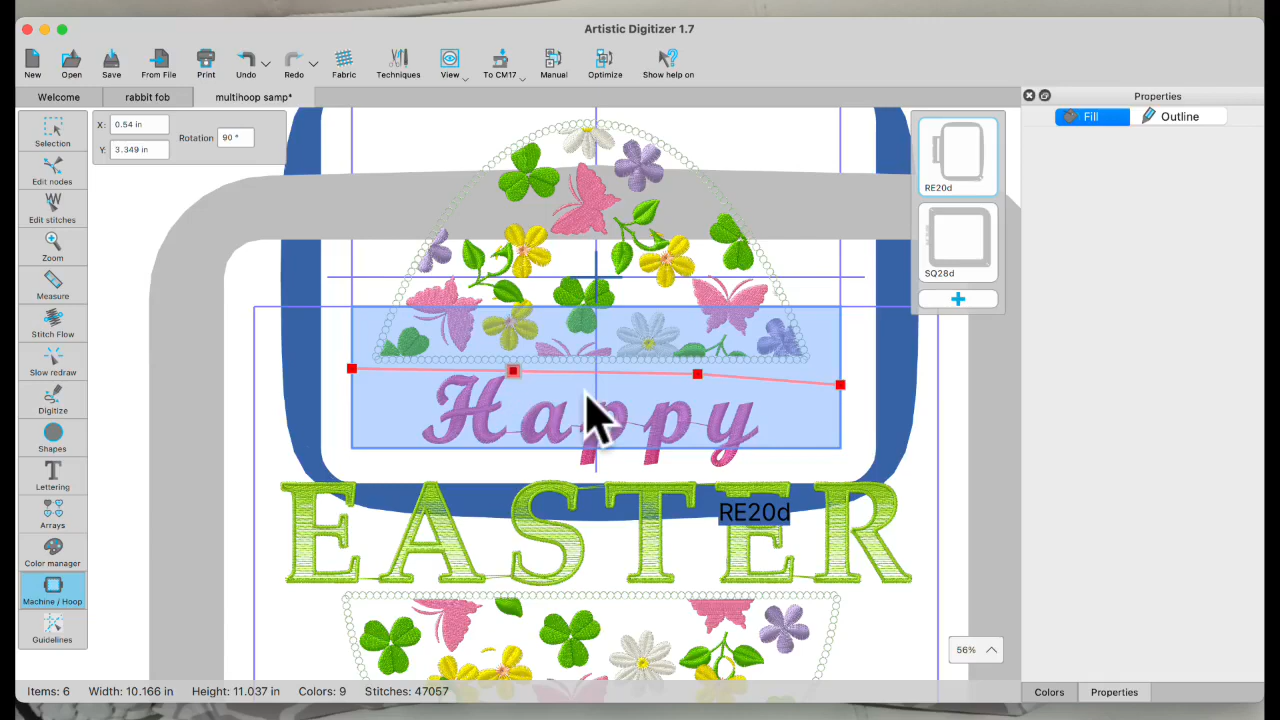 Artistic Digitizer 1.7
New Open Save From File Print Undo Redo Fabric Techniques View To CM17 Manual Optimize Show help on
Welcome rabbit fob multihoop samp*
Properties
X: 0.54 in
Y: 3.349 in
Rotation 90 °
Fill Outline
Selection
Edit nodes
Edit stitches
Zoom
Measure
Stitch Flow
Slow redraw
Digitize
Shapes
Lettering
Arrays
Color manager
Machine / Hoop
Guidelines
RE20d
SQ28d
Happy
EASTER
RE20d
56%
Items: 6 Width: 10.166 in Height: 11.037 in Colors: 9 Stitches: 47057
Colors Properties